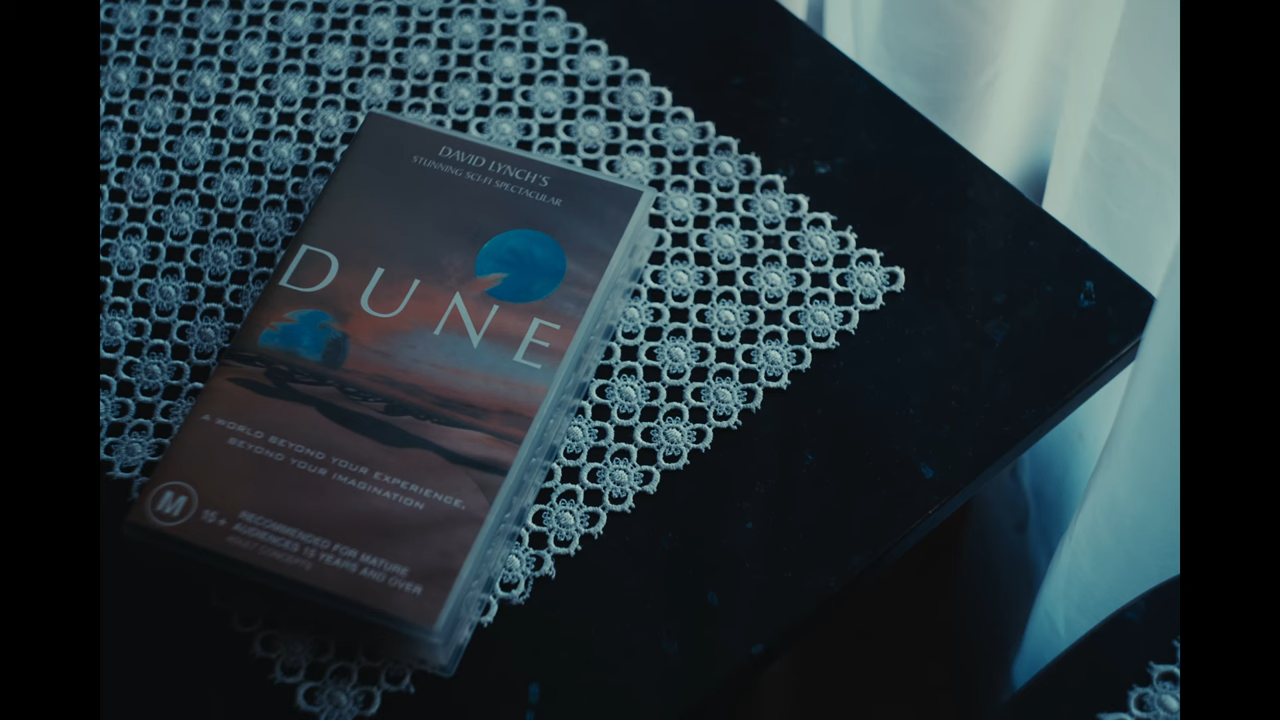 DAVID LYNCH'S
STUNNING SCI-FI SPECTACULAR
DUNE
A WORLD BEYOND YOUR EXPERIENCE,
BEYOND YOUR IMAGINATION
M
15+
RECOMMENDED FOR MATURE
AUDIENCES 15 YEARS AND OVER